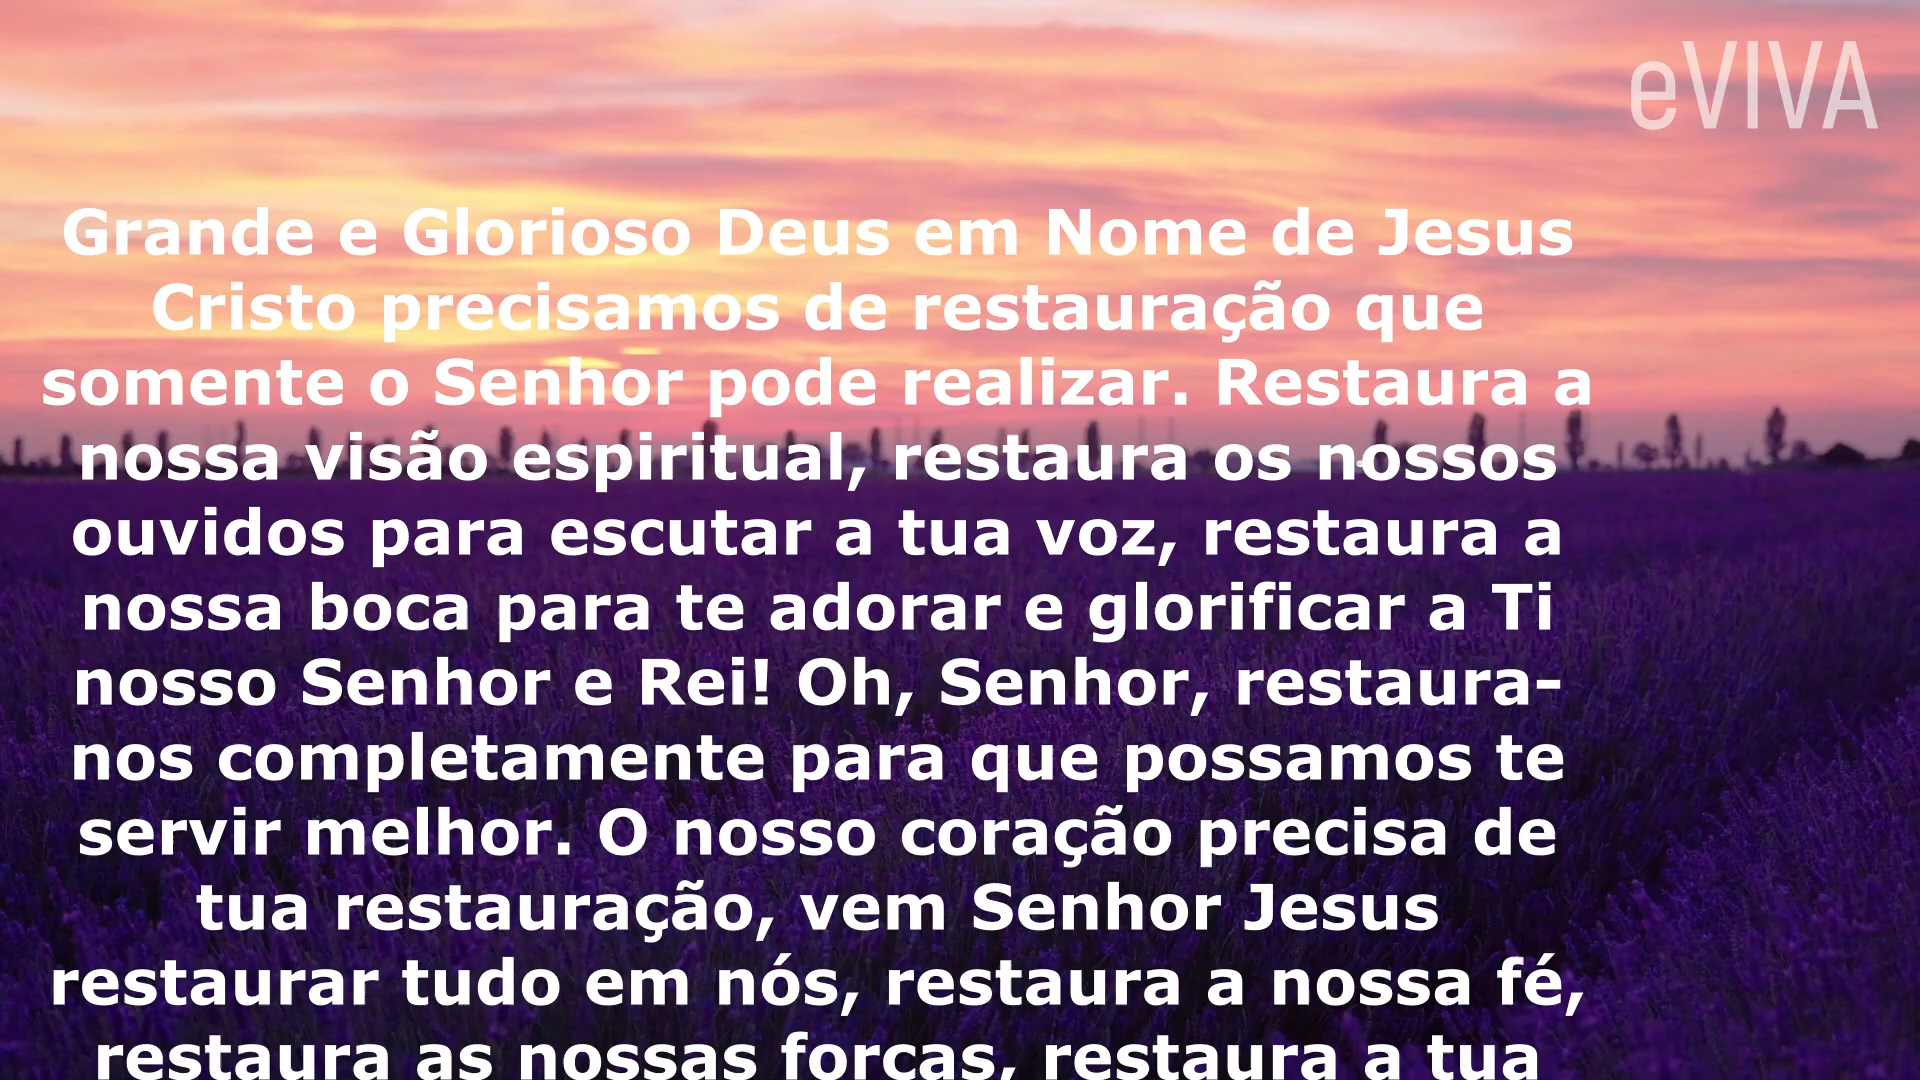 eVIVA
Grande e Glorioso Deus em Nome de Jesus
Cristo precisamos de restauração que
somente o Senhor pode realizar. Restaura a
nossa visão espiritual, restaura os nossos
ouvidos para escutar a tua voz, restaura a
nossa boca para te adorar e glorificar a Ti
nosso Senhor e Rei! Oh, Senhor, restaura-
nos completamente para que possamos te
servir melhor. O nosso coração precisa de
tua restauração, vem Senhor Jesus
restaurar tudo em nós, restaura a nossa fé,
restaura as nossas forças, restaura a tua